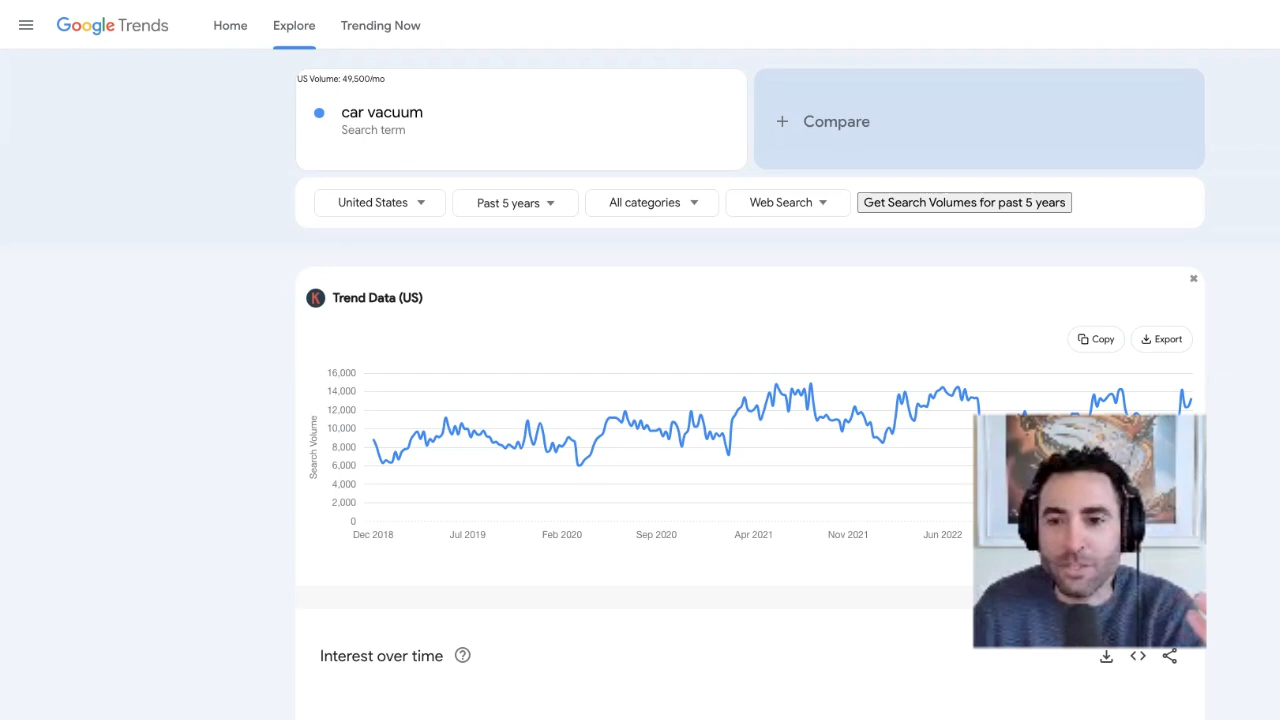 Google Trends
Home
Explore
Trending Now
US Volume: 49,500/mo
car vacuum
Search term
+ Compare
United States
Past 5 years
All categories
Web Search
Get Search Volumes for past 5 years
K
Trend Data (US)
Copy
Export
Search Volume
16,000
14,000
12,000
10,000
8,000
6,000
4,000
2,000
0
Dec 2018
Jul 2019
Feb 2020
Sep 2020
Apr 2021
Nov 2021
Jun 2022
Interest over time
?